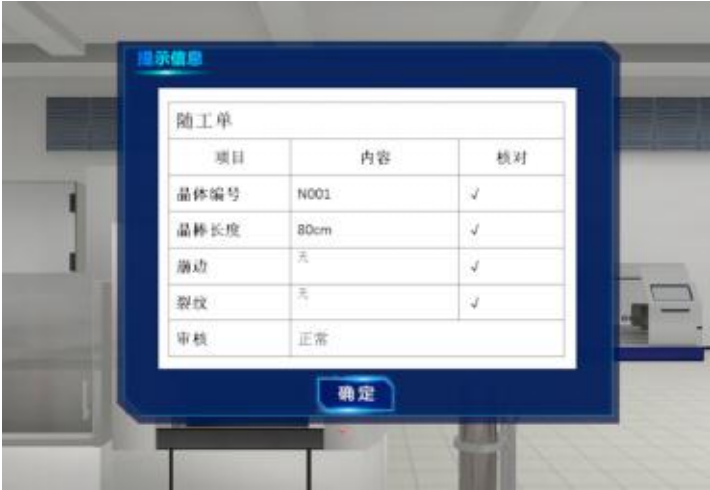 提示信息
随工单
项目 内容 核对
晶体编号 N001 √
晶棒长度 80cm √
崩边 无 √
裂纹 无 √
审核 正常
确定